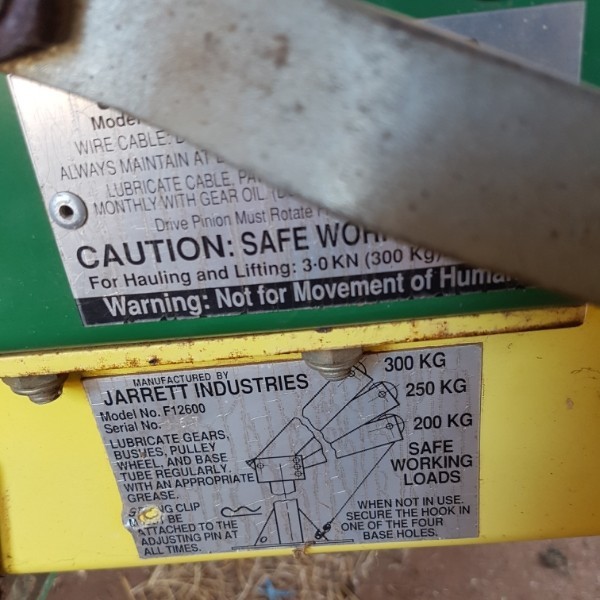 Model
WIRE CABLE:
ALWAYS MAINTAIN AT
LUBRICATE CABLE,
MONTHLY WITH GEAR OIL
Drive Pinion Must Rotate
CAUTION: SAFE
For Hauling and Lifting: 3·0 KN (300 Kg)
Warning: Not for Movement of
MANUFACTURED BY
JARRETT INDUSTRIES
Model No. F12600
Serial No.
LUBRICATE GEARS,
BUSHES, PULLEY
WHEEL, AND BASE
TUBE REGULARLY,
WITH AN APPROPRIATE
GREASE.
CLIP
BE
ATTACHED TO THE
ADJUSTING PIN AT
ALL TIMES.
300 KG
250 KG
200 KG
SAFE
WORKING
LOADS
WHEN NOT IN USE,
SECURE THE HOOK IN
ONE OF THE FOUR
BASE HOLES.